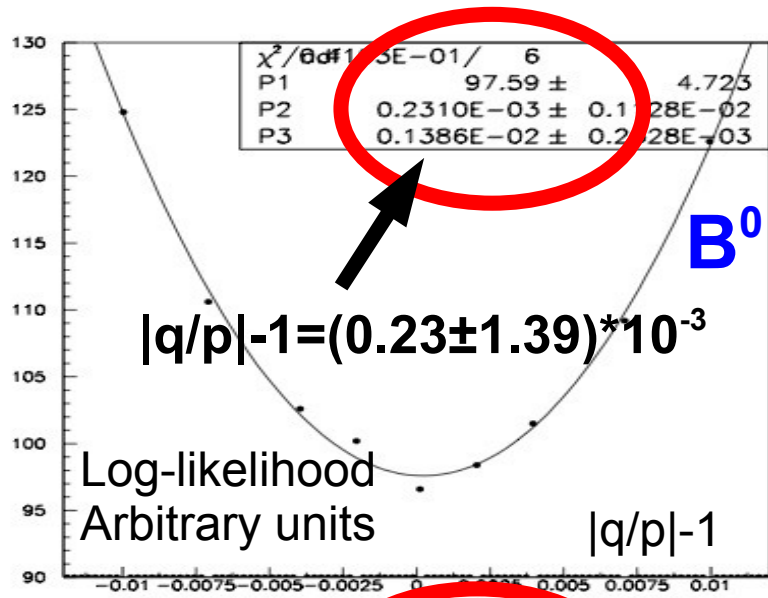 130
125
120
115
110
105
100
95
90
6
P1 97.59 ± 4.723
P2 0.2310E-03 ±
P3 0.1386E-02 ±
B⁰
|q/p|-1=(0.23±1.39)*10⁻³
Log-likelihood
Arbitrary units
|q/p|-1
-0.01 -0.0075 -0.005 -0.0025 0 0.005 0.0075 0.01